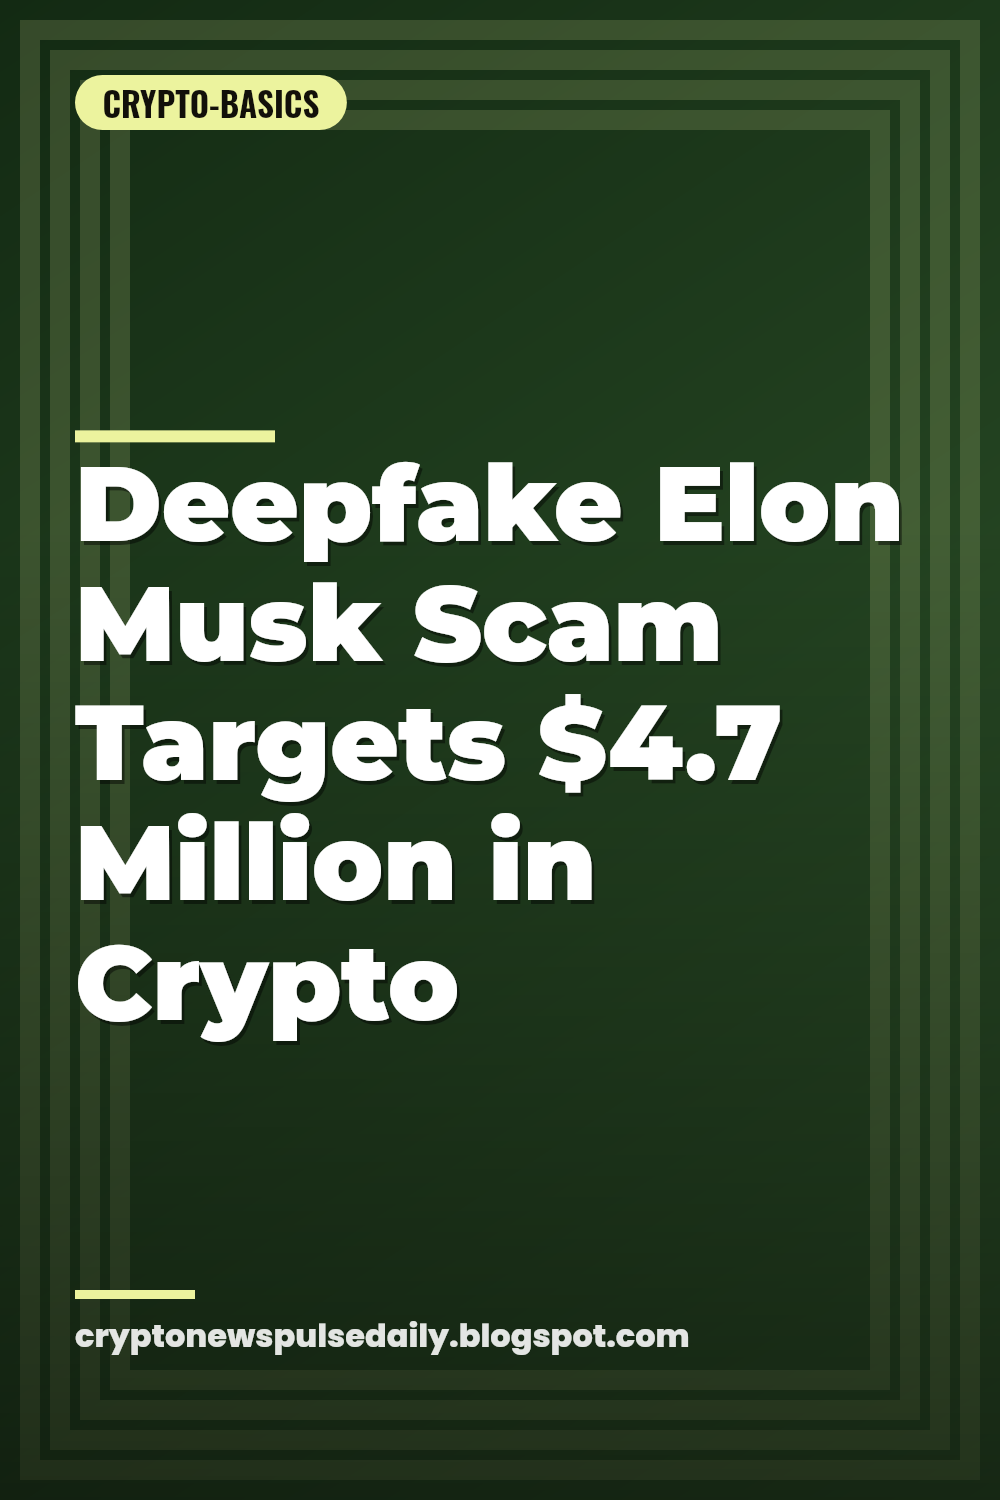 CRYPTO-BASICS
Deepfake Elon
Musk Scam
Targets $4.7
Million in
Crypto
cryptonewspulsedaily.blogspot.com